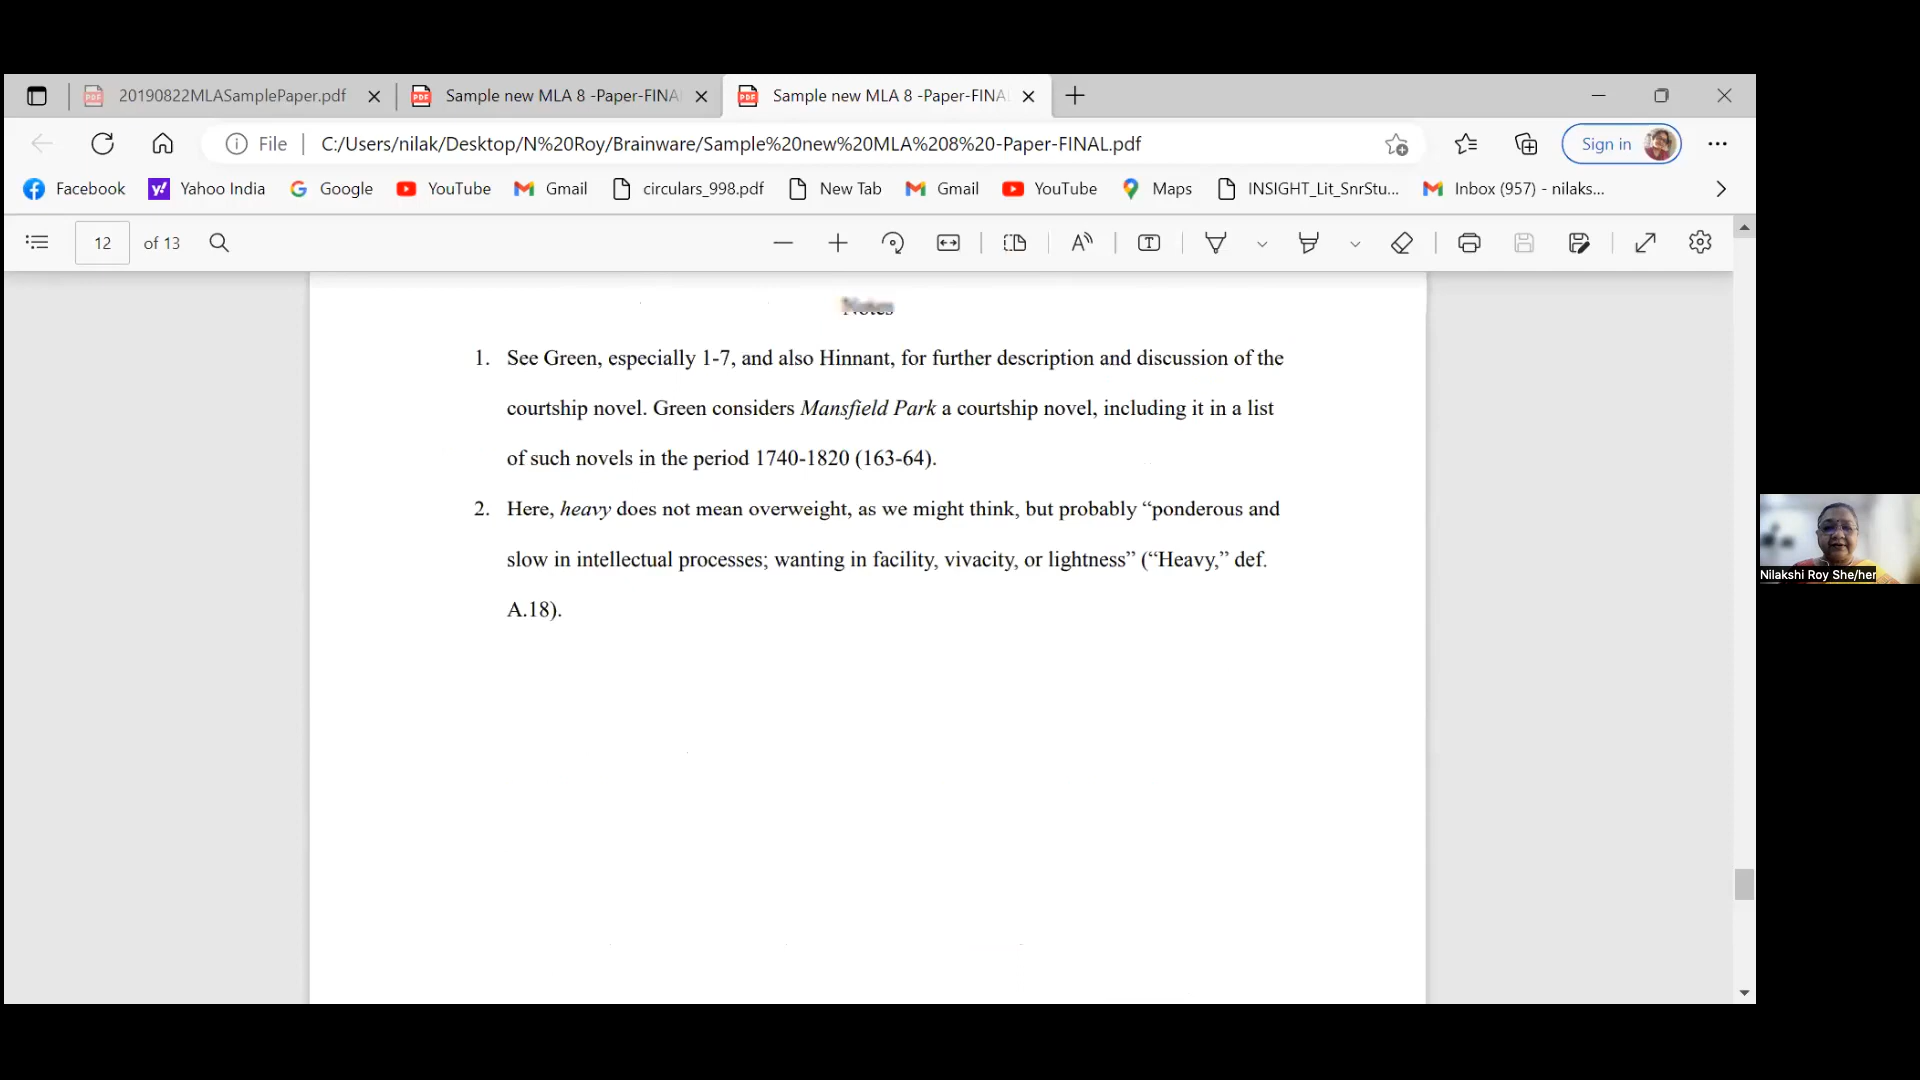 20190822MLASamplePaper.pdf
Sample new MLA 8 -Paper-FINA
Sample new MLA 8 -Paper-FINA
File
C:/Users/nilak/Desktop/N%20Roy/Brainware/Sample%20new%20MLA%208%20-Paper-FINAL.pdf
Sign in
Facebook
Yahoo India
Google
YouTube
Gmail
circulars_998.pdf
New Tab
Gmail
YouTube
Maps
INSIGHT_Lit_SnrStu...
Inbox (957) - nilaks...
12 of 13
Notes
1. See Green, especially 1-7, and also Hinnant, for further description and discussion of the
courtship novel. Green considers Mansfield Park a courtship novel, including it in a list
of such novels in the period 1740-1820 (163-64).
2. Here, heavy does not mean overweight, as we might think, but probably “ponderous and
slow in intellectual processes; wanting in facility, vivacity, or lightness” (“Heavy,” def.
A.18).
Nilakshi Roy She/her